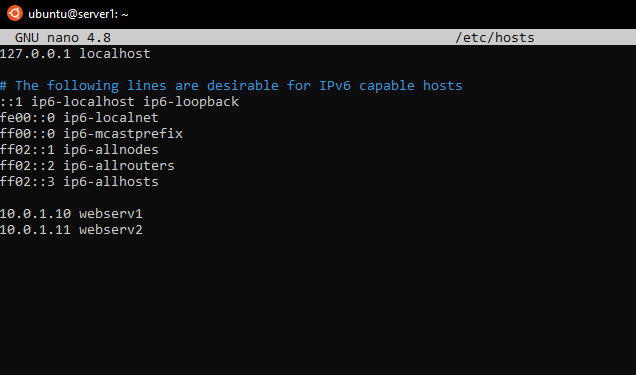 ubuntu@server1: ~
GNU nano 4.8 /etc/hosts
127.0.0.1 localhost
# The following lines are desirable for IPv6 capable hosts
::1 ip6-localhost ip6-loopback
fe00::0 ip6-localnet
ff00::0 ip6-mcastprefix
ff02::1 ip6-allnodes
ff02::2 ip6-allrouters
ff02::3 ip6-allhosts
10.0.1.10 webserv1
10.0.1.11 webserv2